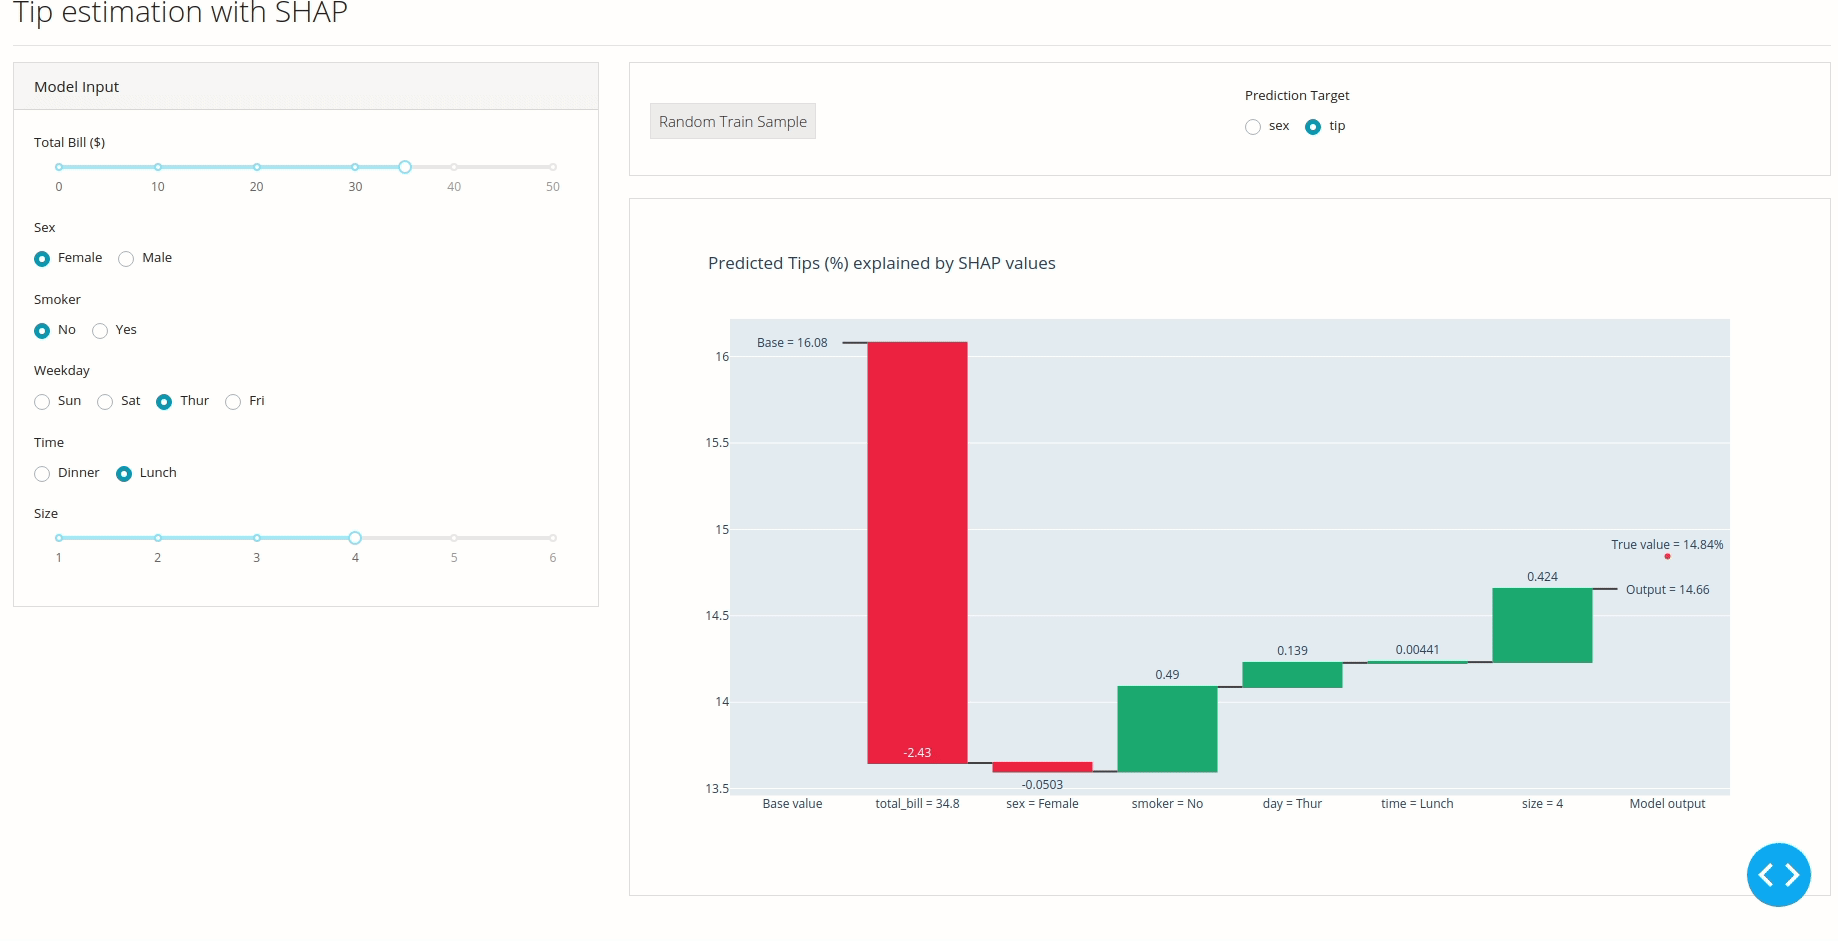 Tip estimation with SHAP
Model Input
Total Bill ($)
0 10 20 30 40 50
Sex
Female Male
Smoker
No Yes
Weekday
Sun Sat Thur Fri
Time
Dinner Lunch
Size
1 2 3 4 5 6
Random Train Sample
Prediction Target
sex tip
Predicted Tips (%) explained by SHAP values
Base = 16.08
16
15.5
15
True value = 14.84%
0.424
Output = 14.66
14.5
0.139
0.00441
0.49
14
-2.43
-0.0503
13.5
Base value total_bill = 34.8 sex = Female smoker = No day = Thur time = Lunch size = 4 Model output